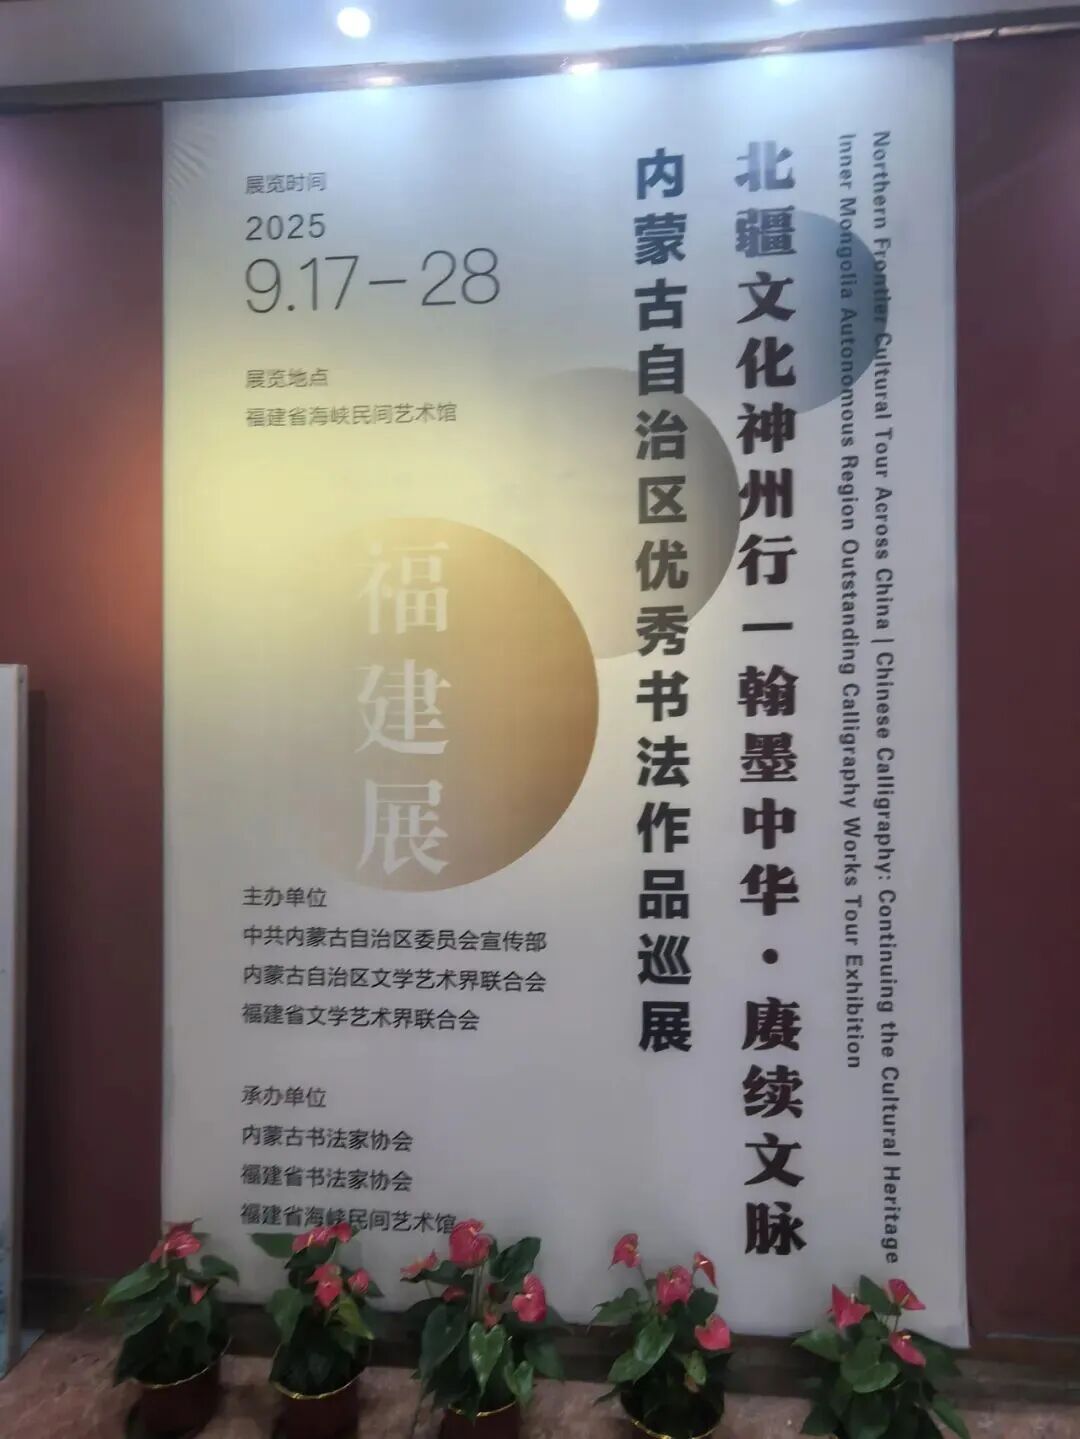 北疆文化神州行一翰墨中华·赓续文脉
内蒙古自治区优秀书法作品巡展
Northern Frontier Cultural Tour Across China | Chinese Calligraphy: Continuing the Cultural Heritage
Inner Mongolia Autonomous Region Outstanding Calligraphy Works Tour Exhibition
展览时间
2025
9.17－28
展览地点
福建省海峡民间艺术馆
福建展
主办单位
中共内蒙古自治区委员会宣传部
内蒙古自治区文学艺术界联合会
福建省文学艺术界联合会
承办单位
内蒙古书法家协会
福建省书法家协会
福建省海峡民间艺术馆